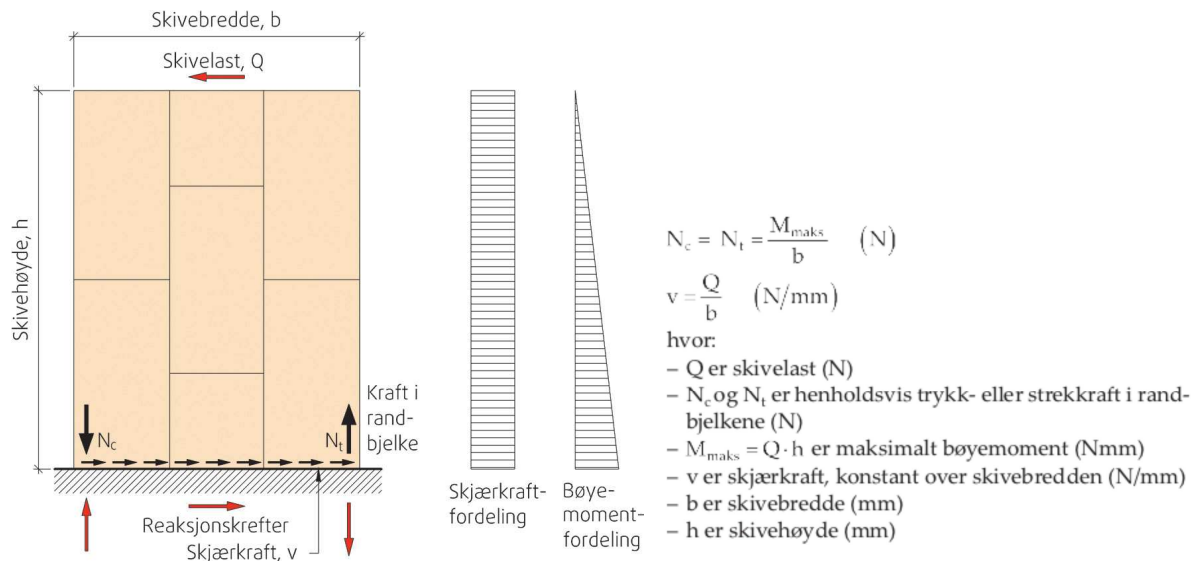 Skivebredde, b
Skivelast, Q
Skivehøyde, h
Kraft i
rand-
bjelke
N_c
N_t
Reaksjonskrefter
Skjærkraft, v
Skjærkraft-
fordeling
Bøye-
moment-
fordeling
N_c = N_t = M_maks / b (N)
v = Q / b (N/mm)
hvor:
– Q er skivelast (N)
– N_c og N_t er henholdsvis trykk- eller strekkraft i rand-
bjelkene (N)
– M_maks = Q · h er maksimalt bøyemoment (Nmm)
– v er skjærkraft, konstant over skivebredden (N/mm)
– b er skivebredde (mm)
– h er skivehøyde (mm)